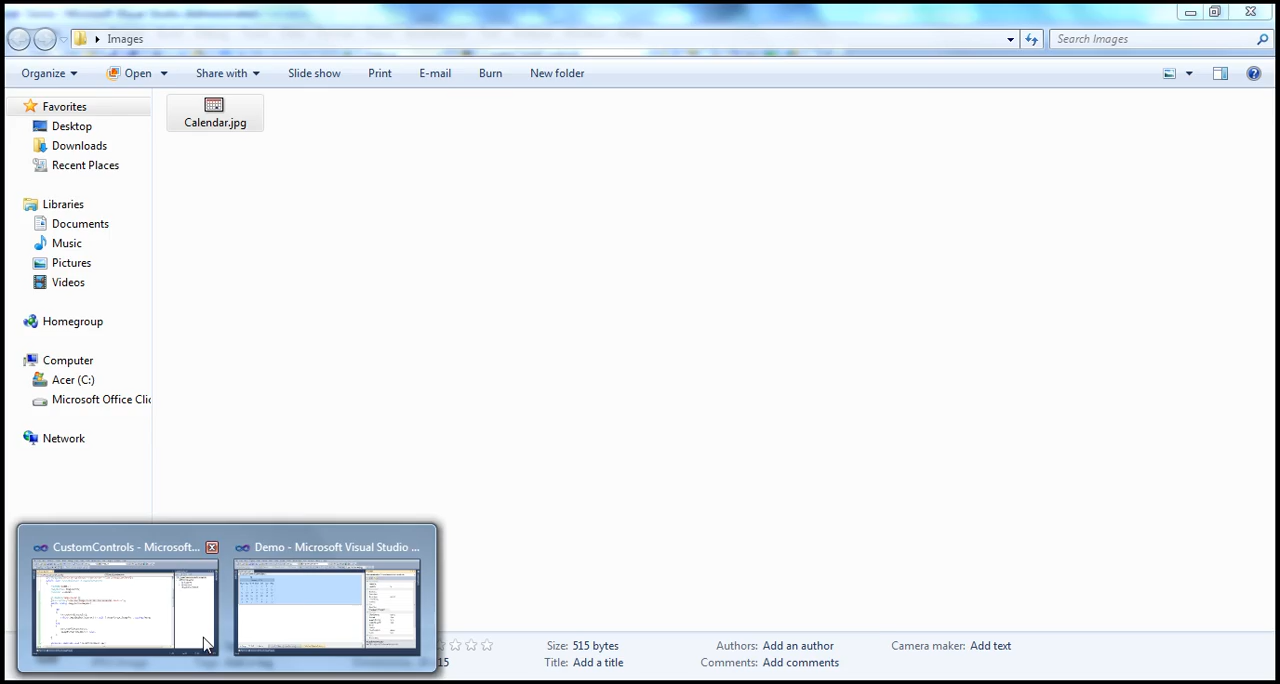 Images
Search Images
Organize
Open
Share with
Slide show
Print
E-mail
Burn
New folder
Favorites
Desktop
Downloads
Recent Places
Libraries
Documents
Music
Pictures
Videos
Homegroup
Computer
Acer (C:)
Microsoft Office Clic
Network
Calendar.jpg
CustomControls - Microsoft...
Demo - Microsoft Visual Studio ...
Size: 515 bytes
Title: Add a title
Authors: Add an author
Comments: Add comments
Camera maker: Add text